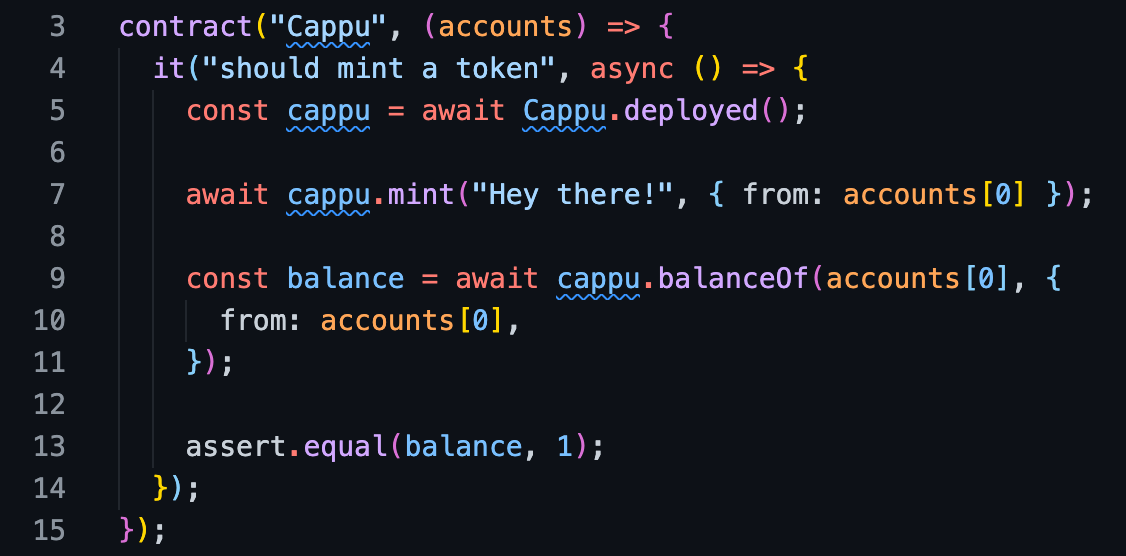 3 contract("Cappu", (accounts) => {
4 it("should mint a token", async () => {
5 const cappu = await Cappu.deployed();
6
7 await cappu.mint("Hey there!", { from: accounts[0] });
8
9 const balance = await cappu.balanceOf(accounts[0], {
10 from: accounts[0],
11 });
12
13 assert.equal(balance, 1);
14 });
15 });